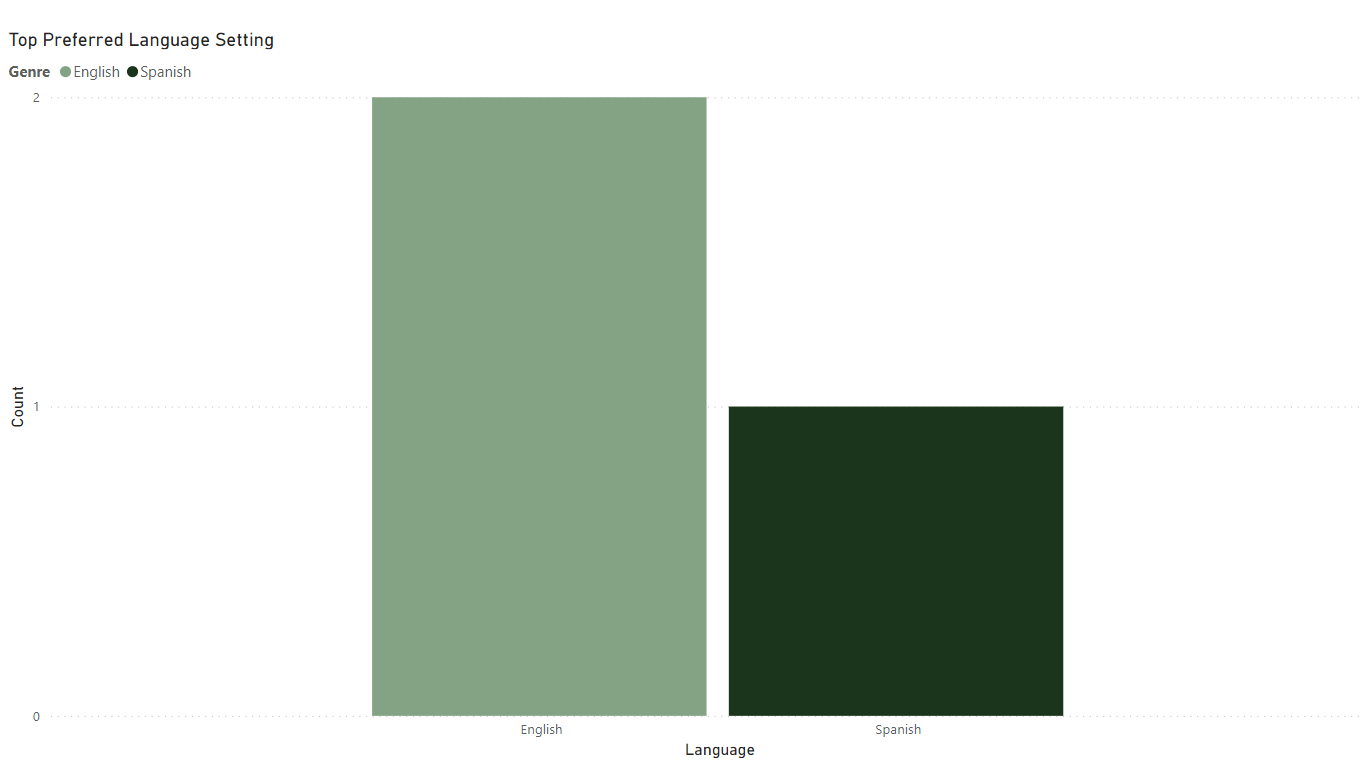 Top Preferred Language Setting
Genre English Spanish
2
1
0
Count
English Spanish
Language